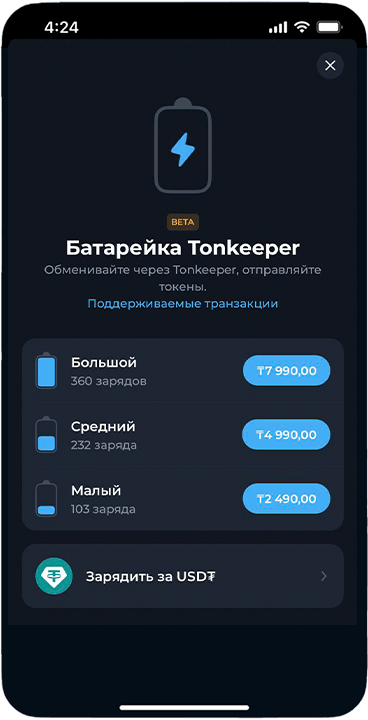 4:24
BETA
Батарейка Tonkeeper
Обменивайте через Tonkeeper, отправляйте
токены.
Поддерживаемые транзакции
Большой
360 зарядов
₸7 990,00
Средний
232 заряда
₸4 990,00
Малый
103 заряда
₸2 490,00
Зарядить за USD₮